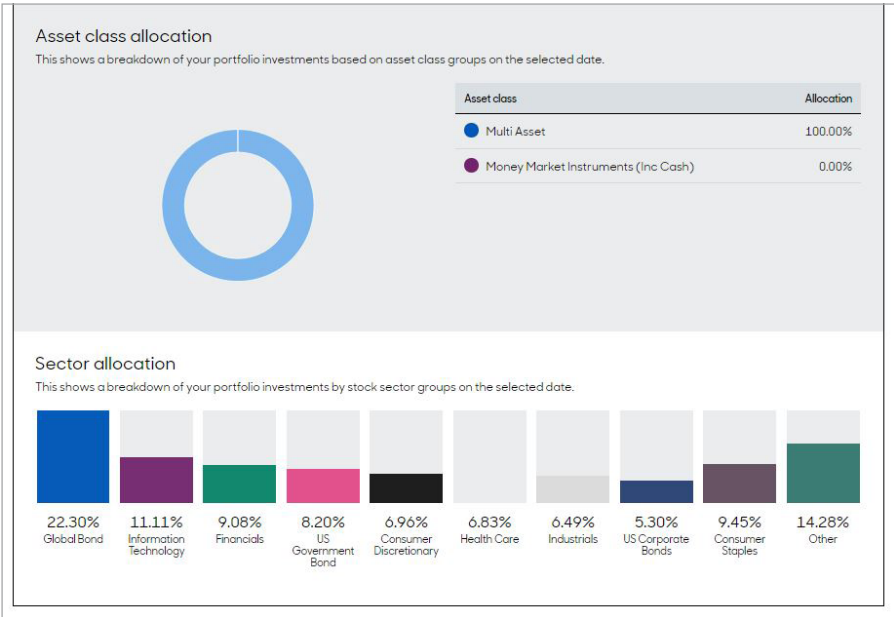 Asset class allocation
This shows a breakdown of your portfolio investments based on asset class groups on the selected date.
Asset class Allocation
Multi Asset 100.00%
Money Market Instruments (Inc Cash) 0.00%
Sector allocation
This shows a breakdown of your portfolio investments by stock sector groups on the selected date.
22.30% 11.11% 9.08% 8.20% 6.96% 6.83% 6.49% 5.30% 9.45% 14.28%
Global Bond Information Financials US Consumer Health Care Industrials US Corporate Consumer Other
Technology Government Discretionary Bonds Staples
Bond